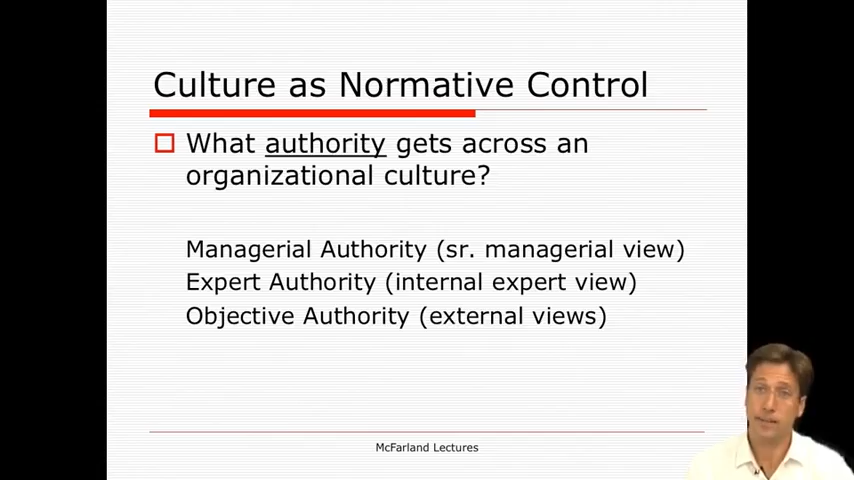 Culture as Normative Control
What authority gets across an
organizational culture?
Managerial Authority (sr. managerial view)
Expert Authority (internal expert view)
Objective Authority (external views)
McFarland Lectures